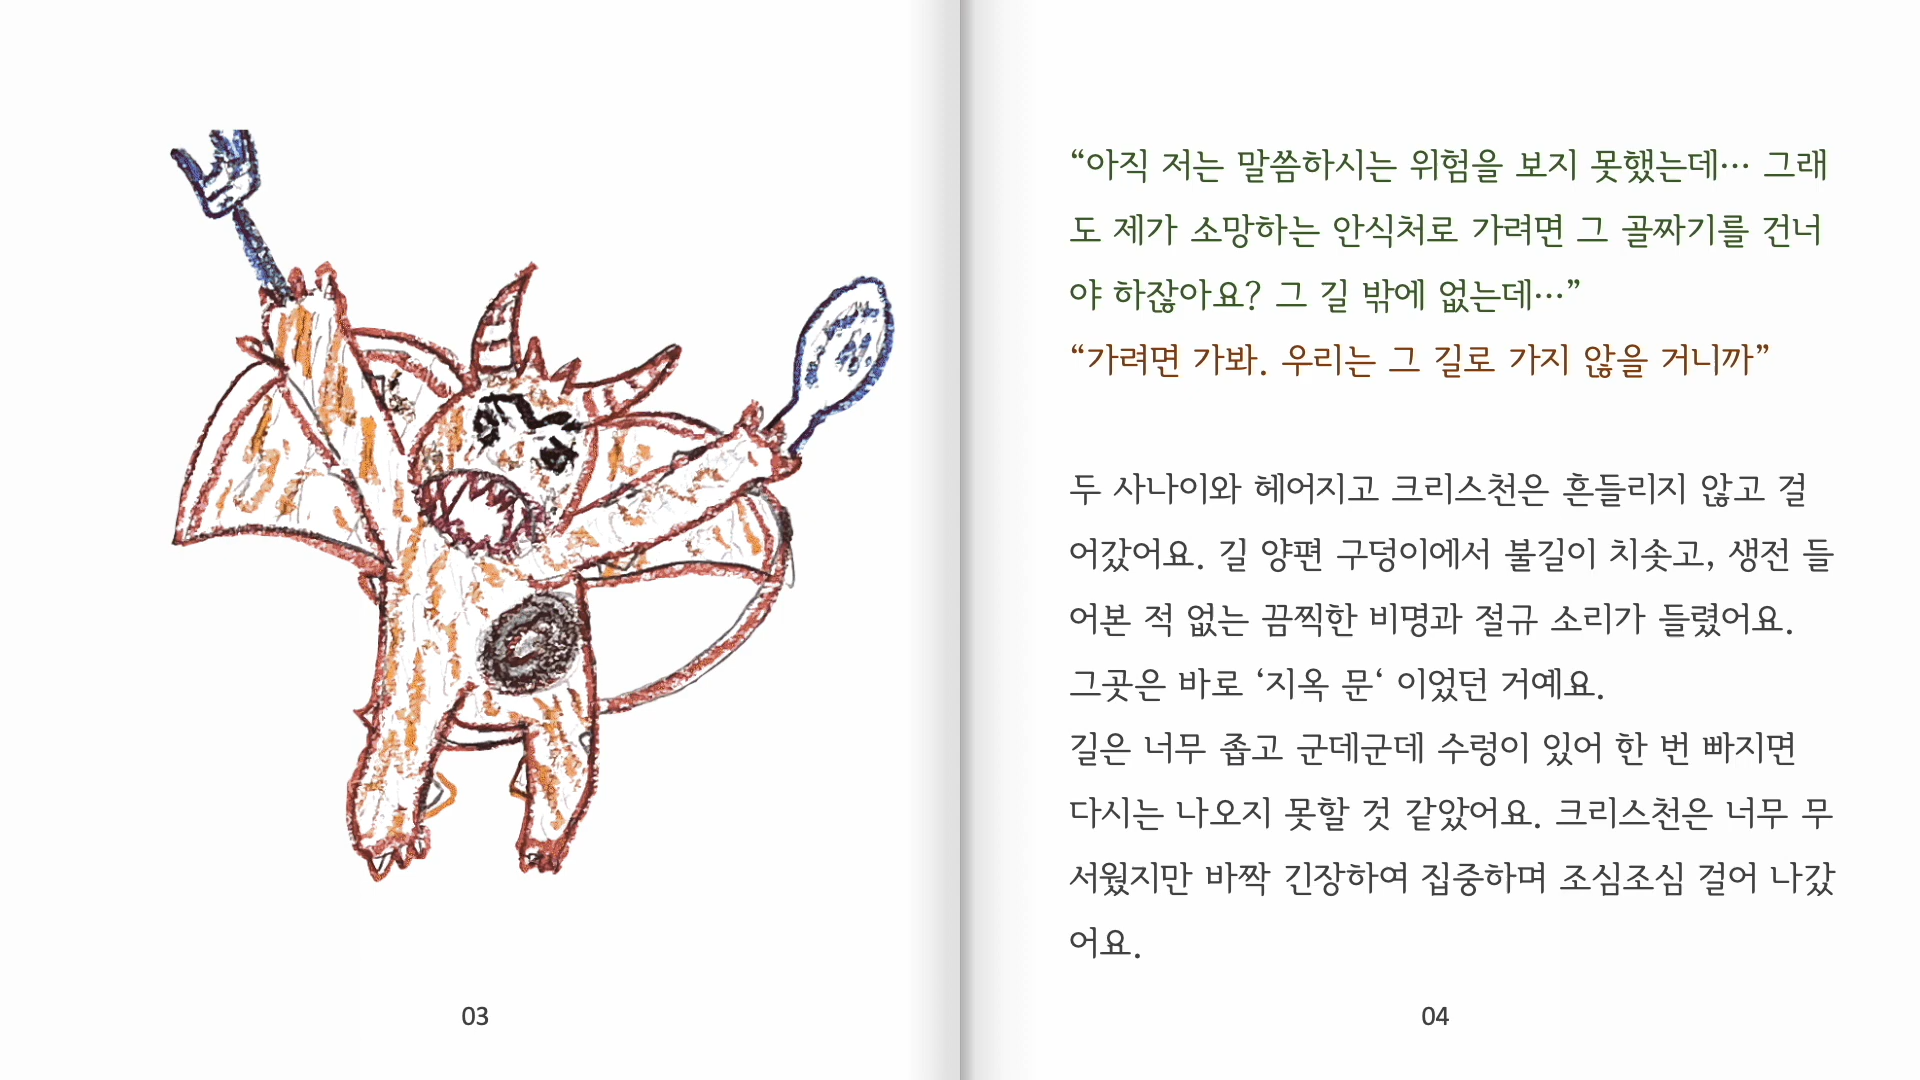 “아직 저는 말씀하시는 위험을 보지 못했는데… 그래
도 제가 소망하는 안식처로 가려면 그 골짜기를 건너
야 하잖아요? 그 길 밖에 없는데…”
“가려면 가봐. 우리는 그 길로 가지 않을 거니까”
두 사나이와 헤어지고 크리스천은 흔들리지 않고 걸
어갔어요. 길 양편 구덩이에서 불길이 치솟고, 생전 들
어본 적 없는 끔찍한 비명과 절규 소리가 들렸어요.
그곳은 바로 ‘지옥 문‘ 이었던 거예요.
길은 너무 좁고 군데군데 수렁이 있어 한 번 빠지면
다시는 나오지 못할 것 같았어요. 크리스천은 너무 무
서웠지만 바짝 긴장하여 집중하며 조심조심 걸어 나갔
어요.
03
04